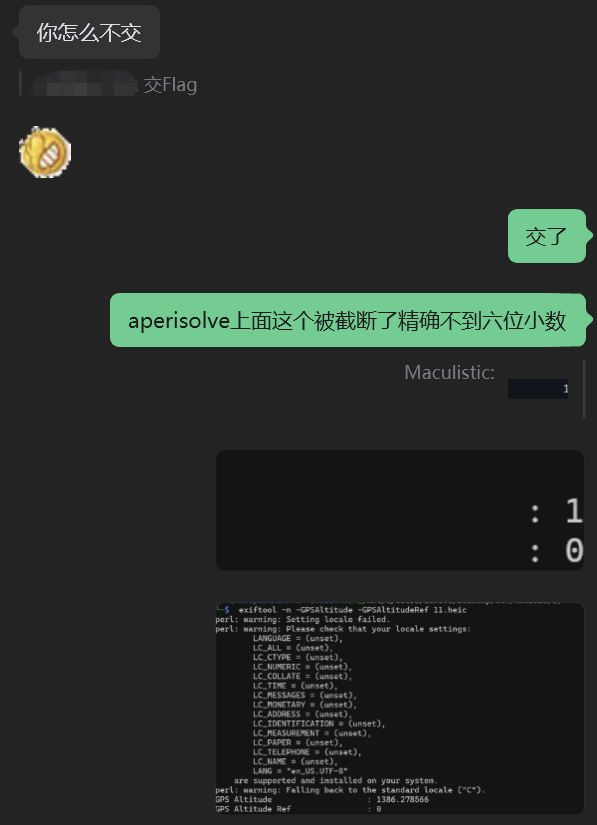 你怎么不交
: 交Flag
交了
aperisolve上面这个被截断了精确不到六位小数
Maculistic:
1
: 1
: 0
$ exiftool -n -GPSAltitude -GPSAltitudeRef 11.heic
perl: warning: Setting locale failed.
perl: warning: Please check that your locale settings:
LANGUAGE = (unset),
LC_ALL = (unset),
LC_CTYPE = (unset),
LC_NUMERIC = (unset),
LC_COLLATE = (unset),
LC_TIME = (unset),
LC_MESSAGES = (unset),
LC_MONETARY = (unset),
LC_ADDRESS = (unset),
LC_IDENTIFICATION = (unset),
LC_MEASUREMENT = (unset),
LC_PAPER = (unset),
LC_TELEPHONE = (unset),
LC_NAME = (unset),
LANG = "en_US.UTF-8"
are supported and installed on your system.
perl: warning: Falling back to the standard locale ("C").
GPS Altitude : 1386.278566
GPS Altitude Ref : 0